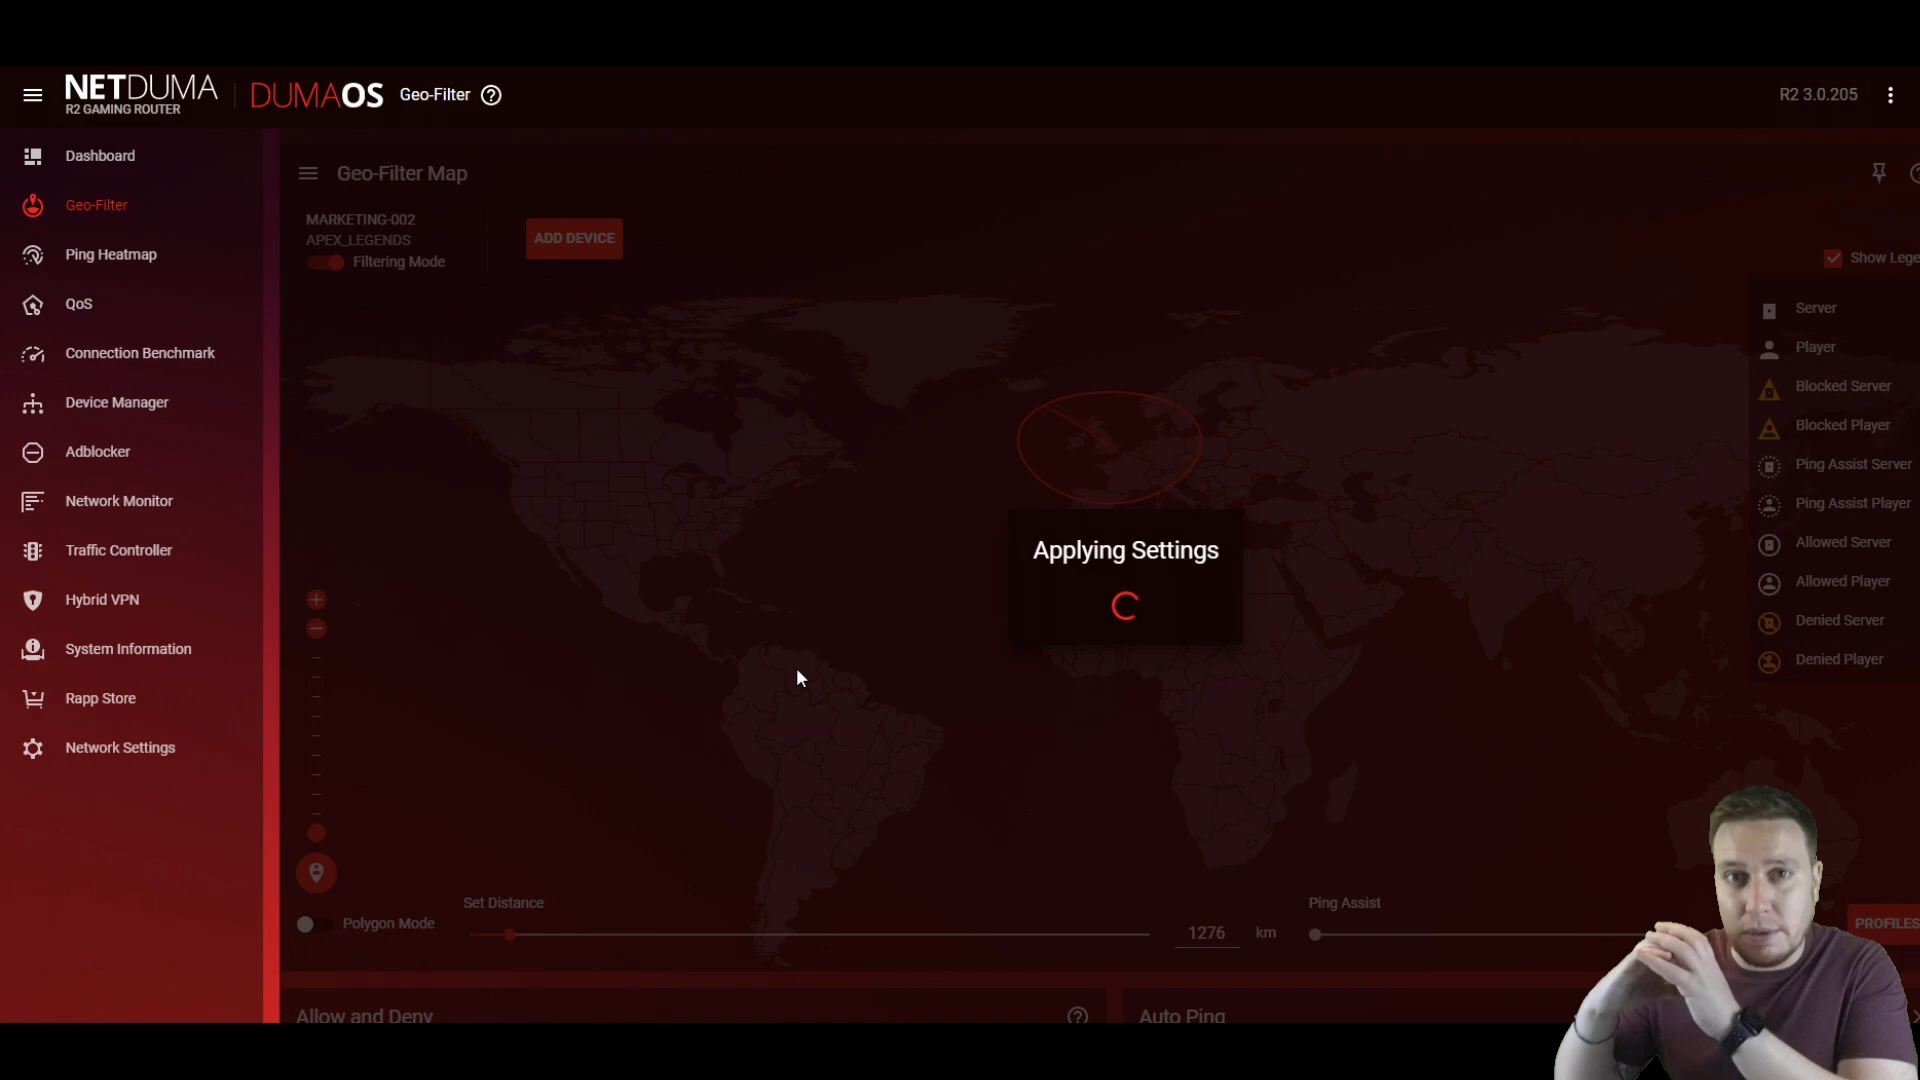 NETDUMA
R2 GAMING ROUTER
DUMAOS
Geo-Filter
R2 3.0.205
Dashboard
Geo-Filter
Ping Heatmap
QoS
Connection Benchmark
Device Manager
Adblocker
Network Monitor
Traffic Controller
Hybrid VPN
System Information
Rapp Store
Network Settings
Geo-Filter Map
MARKETING-002
APEX_LEGENDS
Filtering Mode
ADD DEVICE
Show Lege
Server
Player
Blocked Server
Blocked Player
Ping Assist Server
Ping Assist Player
Allowed Server
Allowed Player
Denied Server
Denied Player
Applying Settings
Polygon Mode
Set Distance
1276 km
Ping Assist
PROFILES
Allow and Deny
Auto Ping